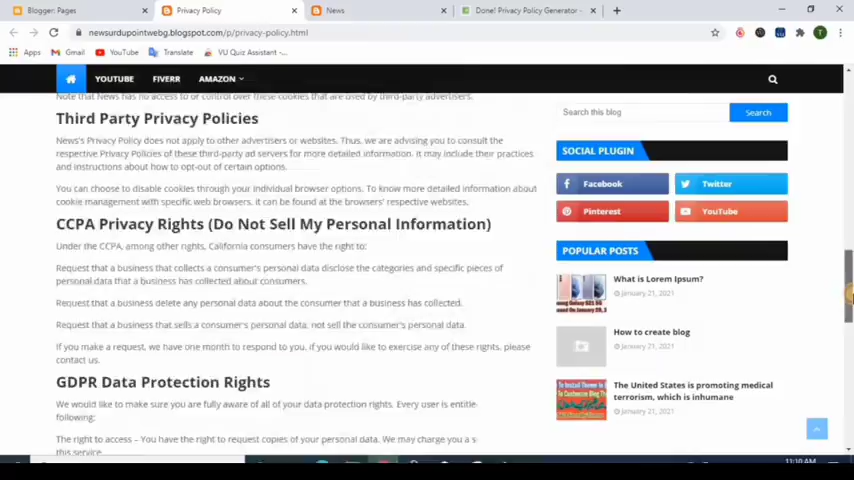 Blogger: Pages
Privacy Policy
News
Done! Privacy Policy Generator -
newsurdupointwebg.blogspot.com/p/privacy-policy.html
T
Apps
Gmail
YouTube
Translate
VU Quiz Assistant -...
YOUTUBE
FIVERR
AMAZON
Note that News has no access to or control over these cookies that are used by third-party advertisers.
Third Party Privacy Policies
News's Privacy Policy does not apply to other advertisers or websites. Thus, we are advising you to consult the
respective Privacy Policies of these third-party ad servers for more detailed information. It may include their practices
and instructions about how to opt-out of certain options.
You can choose to disable cookies through your individual browser options. To know more detailed information about
cookie management with specific web browsers, it can be found at the browsers' respective websites.
CCPA Privacy Rights (Do Not Sell My Personal Information)
Under the CCPA, among other rights, California consumers have the right to:
Request that a business that collects a consumer's personal data disclose the categories and specific pieces of
personal data that a business has collected about consumers.
Request that a business delete any personal data about the consumer that a business has collected.
Request that a business that sells a consumer's personal data, not sell the consumer's personal data.
If you make a request, we have one month to respond to you. If you would like to exercise any of these rights, please
contact us.
GDPR Data Protection Rights
We would like to make sure you are fully aware of all of your data protection rights. Every user is entitle
following:
The right to access – You have the right to request copies of your personal data. We may charge you a s
this service.
Search this blog
Search
SOCIAL PLUGIN
Facebook
Twitter
Pinterest
YouTube
POPULAR POSTS
What is Lorem Ipsum?
January 21, 2021
How to create blog
January 21, 2021
The United States is promoting medical
terrorism, which is inhumane
January 21, 2021
11:10 AM